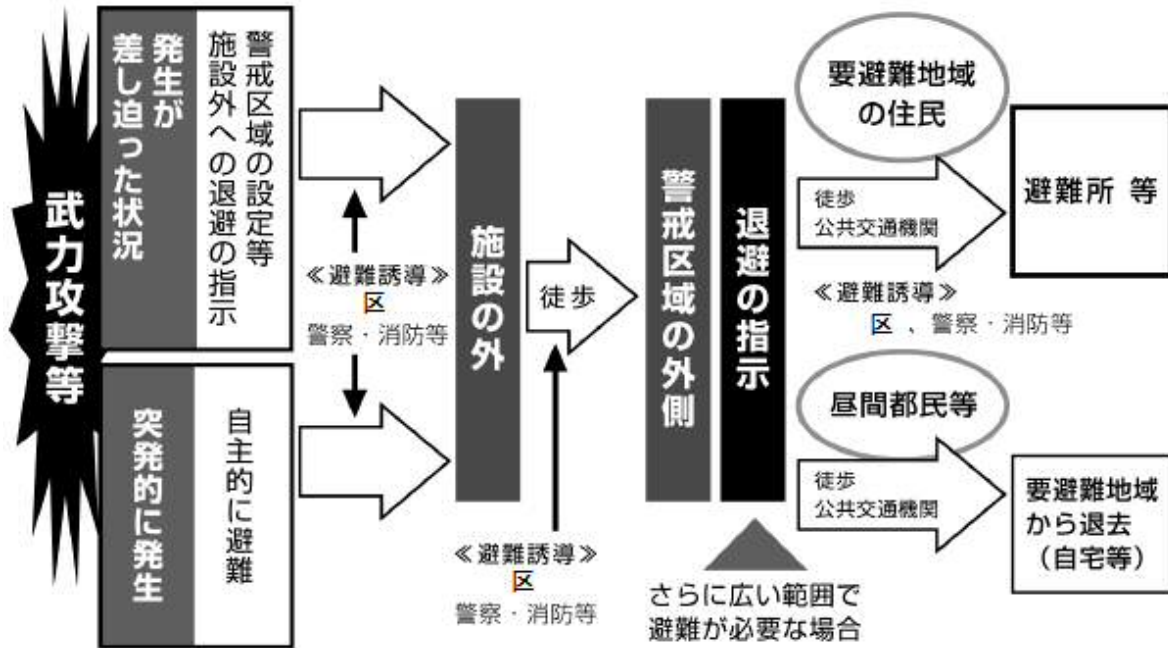 武力攻撃等
発生が
差し迫った状況
警戒区域の設定等
施設外への退避の指示
突発的に発生
自主的に避難
≪避難誘導≫
区
警察・消防等
施設の外
徒歩
≪避難誘導≫
区
警察・消防等
警戒区域の外側
退避の指示
さらに広い範囲で
避難が必要な場合
要避難地域
の住民
徒歩
公共交通機関
≪避難誘導≫
区 、警察・消防等
避難所 等
昼間都民等
徒歩
公共交通機関
要避難地域
から退去
（自宅等）